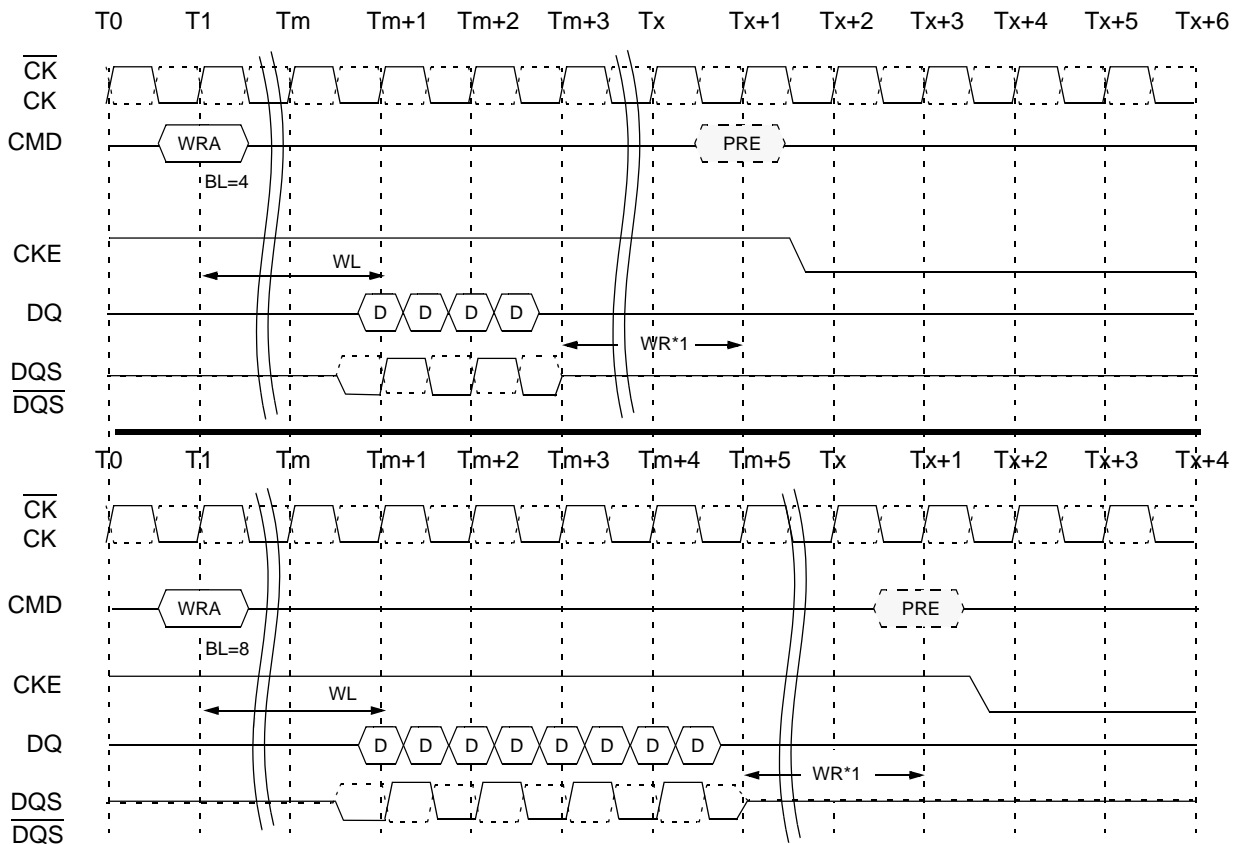 T0 T1 Tm Tm+1 Tm+2 Tm+3 Tx Tx+1 Tx+2 Tx+3 Tx+4 Tx+5 Tx+6
CK
CK
CMD WRA PRE
BL=4
CKE
WL
DQ D D D D
WR*1
DQS
DQS
T0 T1 Tm Tm+1 Tm+2 Tm+3 Tm+4 Tm+5 Tx Tx+1 Tx+2 Tx+3 Tx+4
CK
CK
CMD WRA PRE
BL=8
CKE
WL
DQ D D D D D D D D
WR*1
DQS
DQS